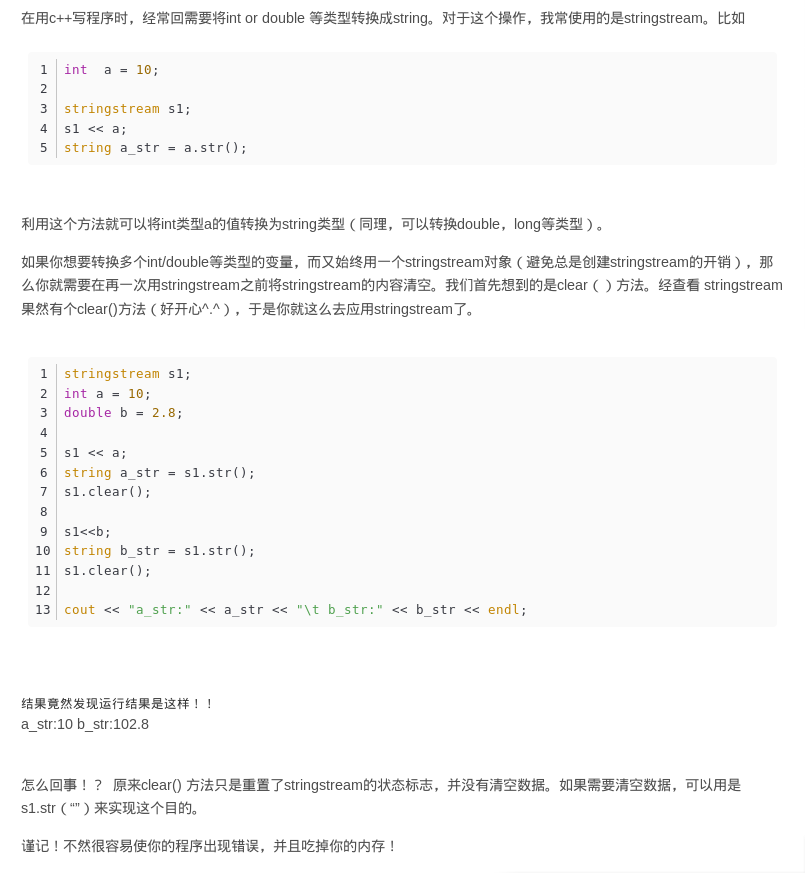 在用c++写程序时，经常回需要将int or double 等类型转换成string。对于这个操作，我常使用的是stringstream。比如
1 int  a = 10;
2
3 stringstream s1;
4 s1 << a;
5 string a_str = a.str();
利用这个方法就可以将int类型a的值转换为string类型（同理，可以转换double，long等类型）。
如果你想要转换多个int/double等类型的变量，而又始终用一个stringstream对象（避免总是创建stringstream的开销），那
么你就需要在再一次用stringstream之前将stringstream的内容清空。我们首先想到的是clear（）方法。经查看 stringstream
果然有个clear()方法（好开心^.^），于是你就这么去应用stringstream了。
1 stringstream s1;
2 int a = 10;
3 double b = 2.8;
4
5 s1 << a;
6 string a_str = s1.str();
7 s1.clear();
8
9 s1<<b;
10 string b_str = s1.str();
11 s1.clear();
12
13 cout << "a_str:" << a_str << "\t b_str:" << b_str << endl;
结果竟然发现运行结果是这样！！
a_str:10 b_str:102.8
怎么回事！？ 原来clear() 方法只是重置了stringstream的状态标志，并没有清空数据。如果需要清空数据，可以用是
s1.str（“”）来实现这个目的。
谨记！不然很容易使你的程序出现错误，并且吃掉你的内存！